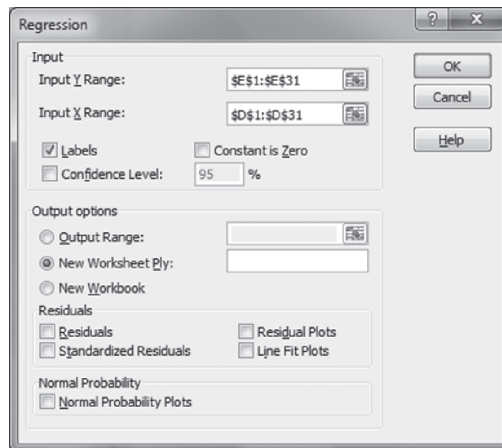 Regression
Input
Input Y Range:
$E$1:$E$31
OK
Cancel
Input X Range:
$D$1:$D$31
Help
Labels
Constant is Zero
Confidence Level:
95 %
Output options
Output Range:
New Worksheet Ply:
New Workbook
Residuals
Residuals
Residual Plots
Standardized Residuals
Line Fit Plots
Normal Probability
Normal Probability Plots